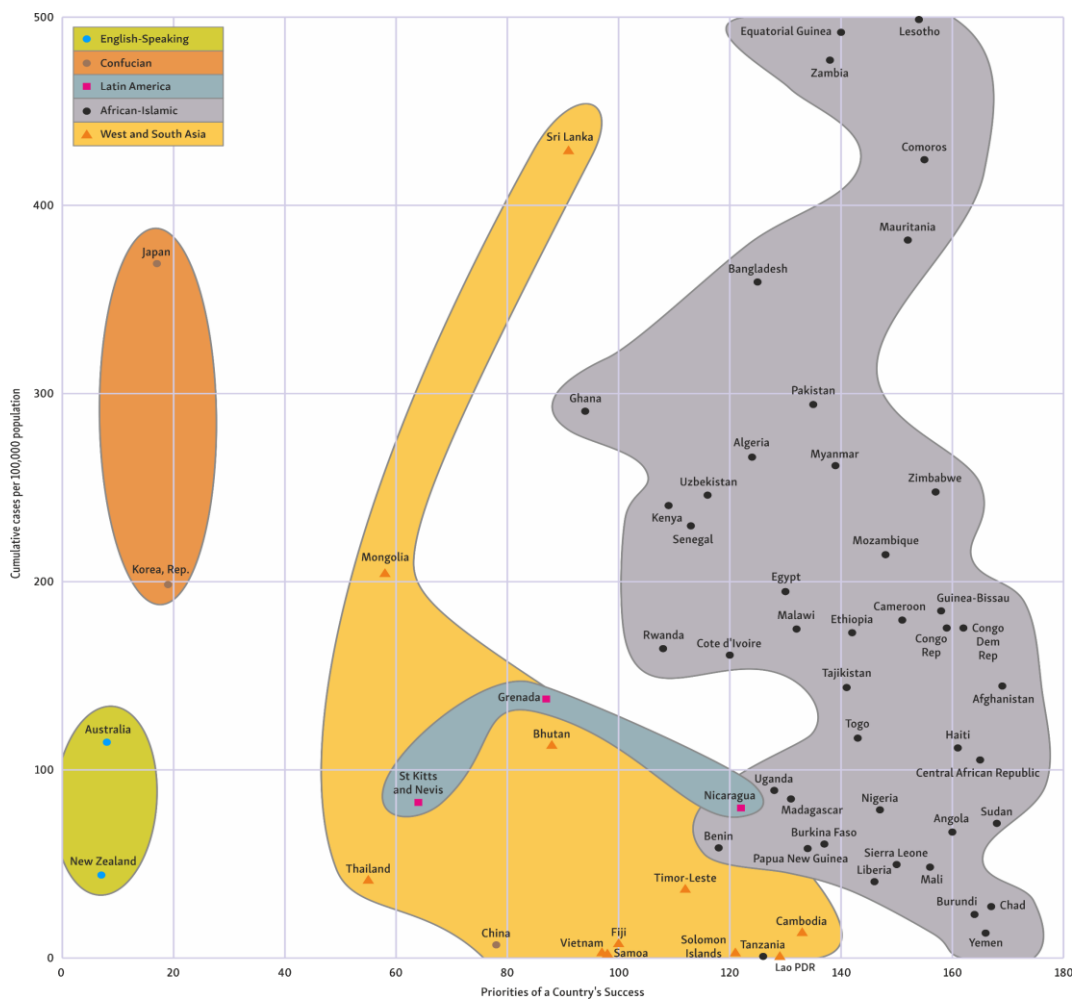 500
400
300
200
100
0
Cumulative cases per 100,000 population
English-Speaking
Confucian
Latin America
African-Islamic
West and South Asia
Equatorial Guinea
Lesotho
Zambia
Sri Lanka
Comoros
Mauritania
Japan
Bangladesh
Ghana
Pakistan
Algeria
Myanmar
Uzbekistan
Zimbabwe
Kenya
Senegal
Mongolia
Mozambique
Korea, Rep.
Egypt
Guinea-Bissau
Cameroon
Malawi
Ethiopia
Rwanda
Cote d'Ivoire
Congo
Rep
Congo
Dem
Rep
Tajikistan
Afghanistan
Grenada
Australia
Bhutan
Togo
Haiti
Central African Republic
St Kitts
and Nevis
Uganda
Nicaragua
Madagascar
Nigeria
Sudan
Angola
Benin
Burkina Faso
Papua New Guinea
Sierra Leone
New Zealand
Thailand
Timor-Leste
Liberia
Mali
Burundi
Chad
China
Vietnam
Fiji
Samoa
Solomon
Islands
Tanzania
Cambodia
Lao PDR
Yemen
0
20
40
60
80
100
120
140
160
180
Priorities of a Country's Success